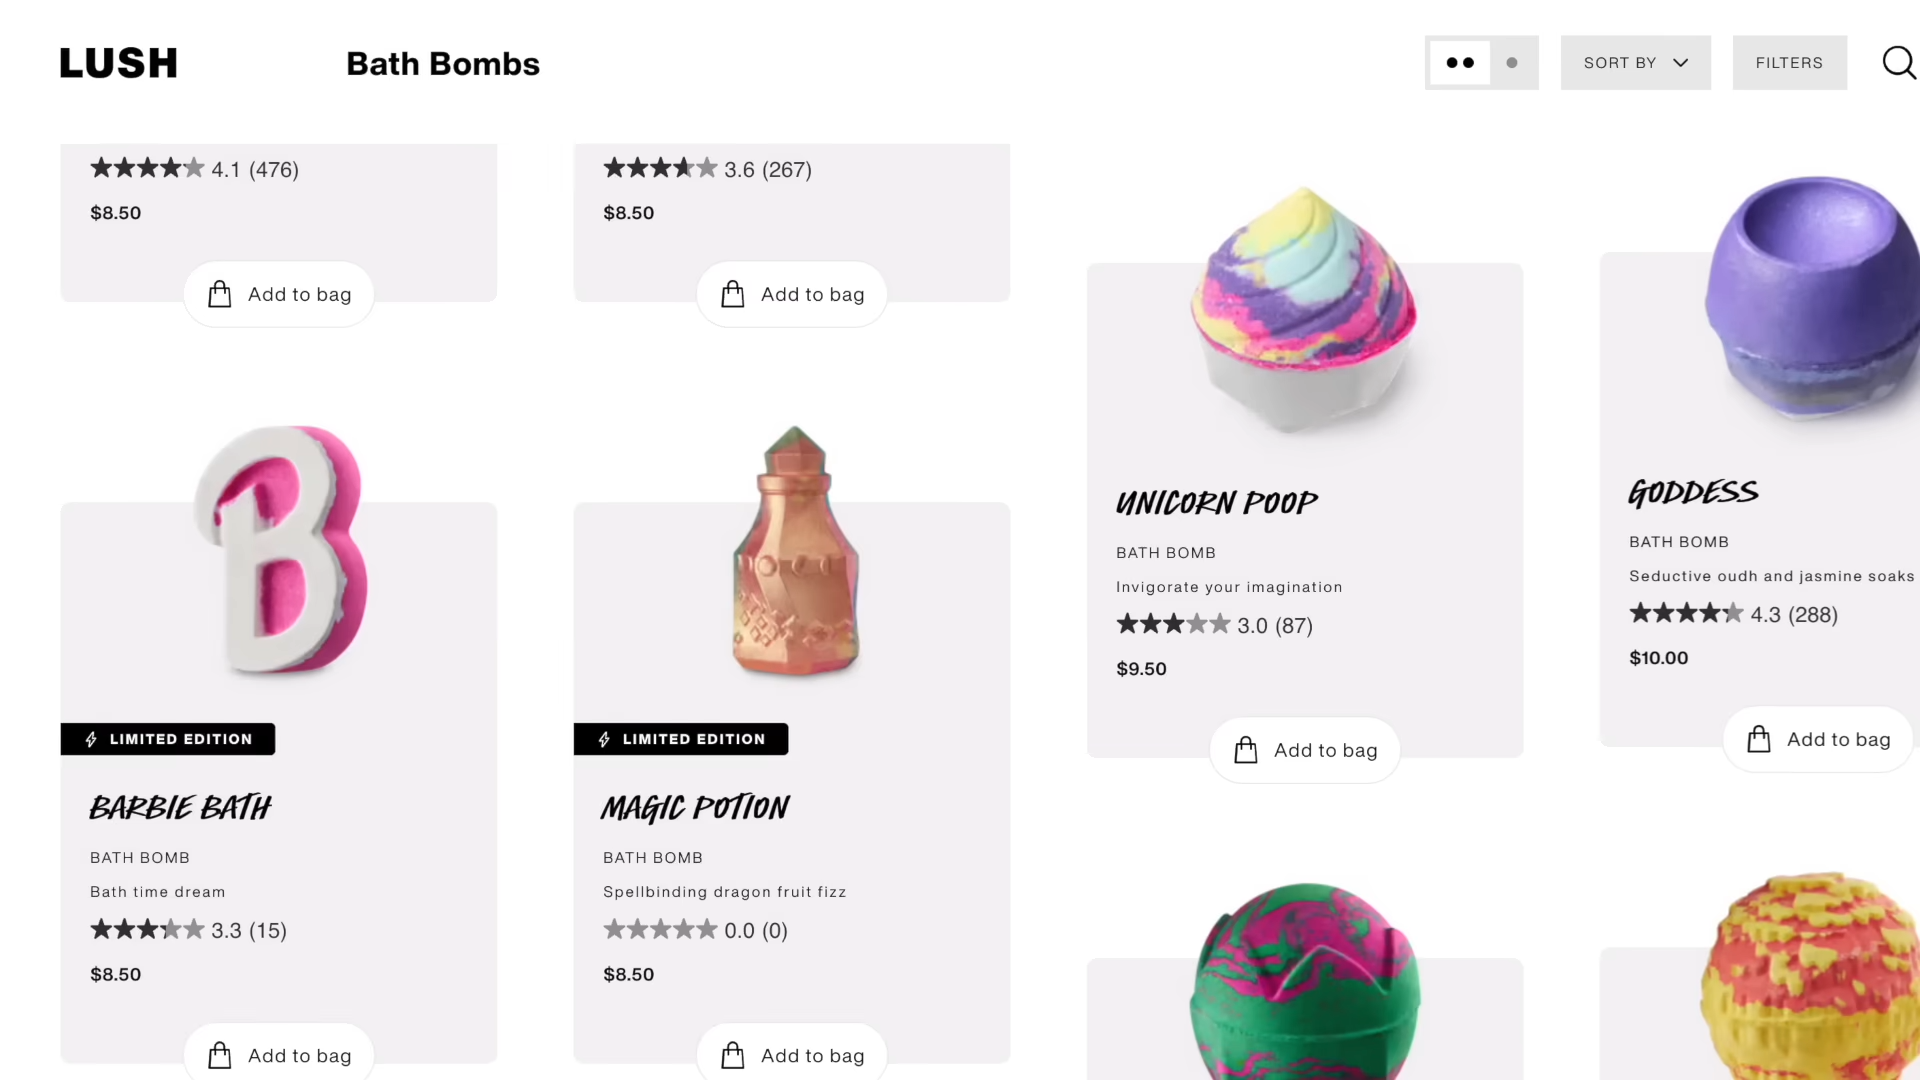 LUSH
Bath Bombs
SORT BY
FILTERS
4.1 (476)
$8.50
Add to bag
3.6 (267)
$8.50
Add to bag
UNICORN POOP
BATH BOMB
Invigorate your imagination
3.0 (87)
$9.50
Add to bag
GODDESS
BATH BOMB
Seductive oudh and jasmine soaks
4.3 (288)
$10.00
Add to bag
LIMITED EDITION
BARBIE BATH
BATH BOMB
Bath time dream
3.3 (15)
$8.50
Add to bag
LIMITED EDITION
MAGIC POTION
BATH BOMB
Spellbinding dragon fruit fizz
0.0 (0)
$8.50
Add to bag